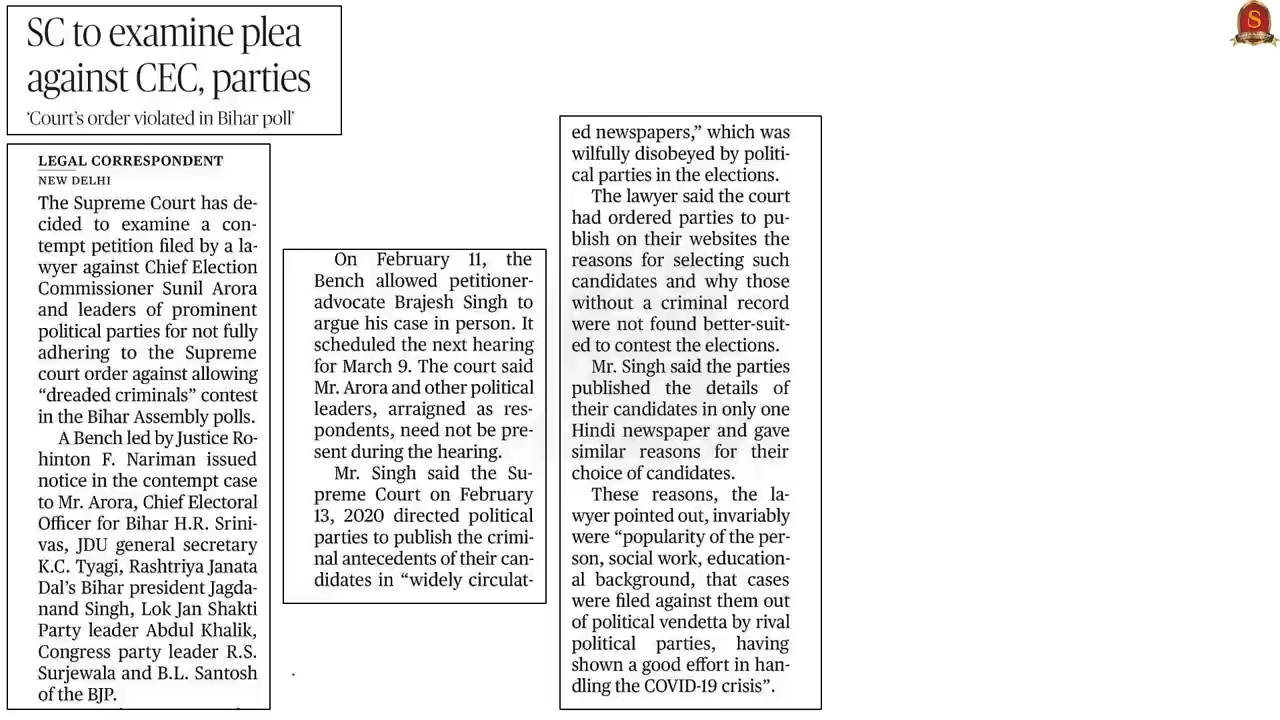 SC to examine plea
against CEC, parties
‘Court’s order violated in Bihar poll’
LEGAL CORRESPONDENT
NEW DELHI
The Supreme Court has de-
cided to examine a con-
tempt petition filed by a la-
wyer against Chief Election
Commissioner Sunil Arora
and leaders of prominent
political parties for not fully
adhering to the Supreme
court order against allowing
“dreaded criminals” contest
in the Bihar Assembly polls.
A Bench led by Justice Ro-
hinton F. Nariman issued
notice in the contempt case
to Mr. Arora, Chief Electoral
Officer for Bihar H.R. Srini-
vas, JDU general secretary
K.C. Tyagi, Rashtriya Janata
Dal’s Bihar president Jagda-
nand Singh, Lok Jan Shakti
Party leader Abdul Khalik,
Congress party leader R.S.
Surjewala and B.L. Santosh
of the BJP.
On February 11, the
Bench allowed petitioner-
advocate Brajesh Singh to
argue his case in person. It
scheduled the next hearing
for March 9. The court said
Mr. Arora and other political
leaders, arraigned as res-
pondents, need not be pre-
sent during the hearing.
Mr. Singh said the Su-
preme Court on February
13, 2020 directed political
parties to publish the crimi-
nal antecedents of their can-
didates in “widely circulat-
ed newspapers,” which was
wilfully disobeyed by politi-
cal parties in the elections.
The lawyer said the court
had ordered parties to pu-
blish on their websites the
reasons for selecting such
candidates and why those
without a criminal record
were not found better-suit-
ed to contest the elections.
Mr. Singh said the parties
published the details of
their candidates in only one
Hindi newspaper and gave
similar reasons for their
choice of candidates.
These reasons, the la-
wyer pointed out, invariably
were “popularity of the per-
son, social work, education-
al background, that cases
were filed against them out
of political vendetta by rival
political parties, having
shown a good effort in han-
dling the COVID-19 crisis”.
S